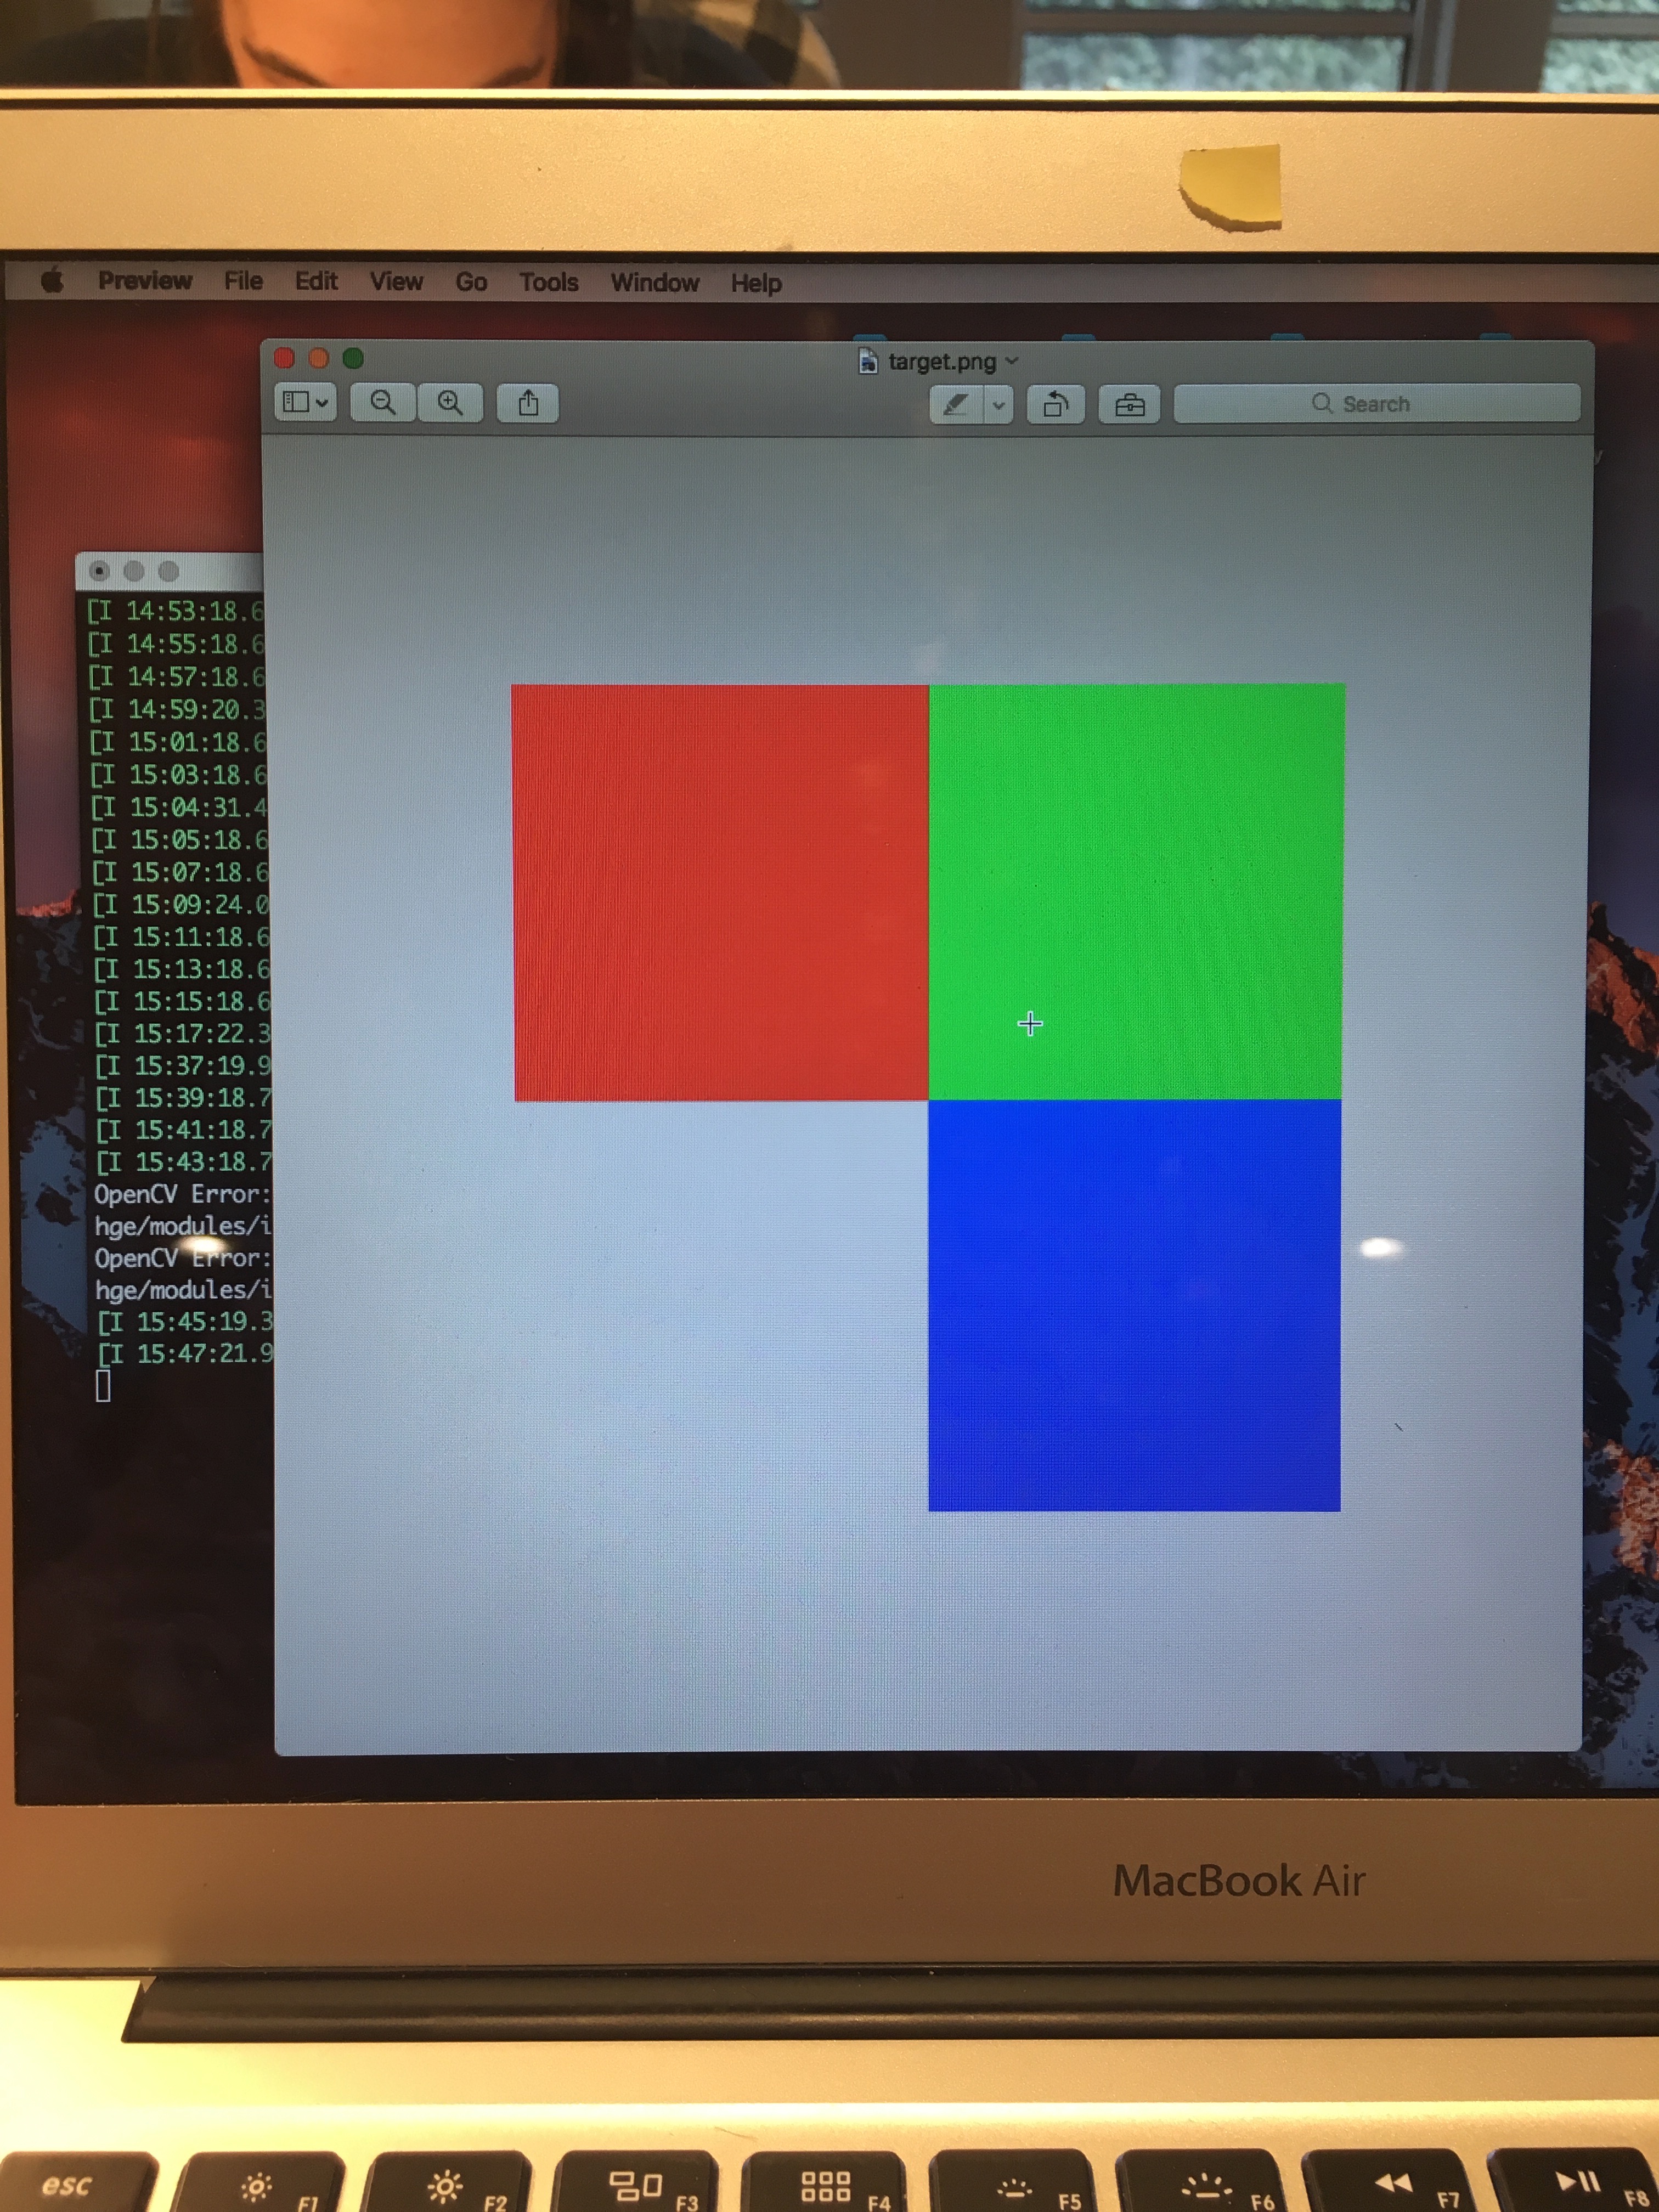 Preview File Edit View Go Tools Window Help
target.png
Search
[I 14:53:18.6
[I 14:55:18.6
[I 14:57:18.6
[I 14:59:20.3
[I 15:01:18.6
[I 15:03:18.6
[I 15:04:31.4
[I 15:05:18.6
[I 15:07:18.6
[I 15:09:24.0
[I 15:11:18.6
[I 15:13:18.6
[I 15:15:18.6
[I 15:17:22.3
[I 15:37:19.9
[I 15:39:18.7
[I 15:41:18.7
[I 15:43:18.7
OpenCV Error:
hge/modules/i
OpenCV Error:
hge/modules/i
[I 15:45:19.3
[I 15:47:21.9
MacBook Air
esc F1 F2 F3 F4 F5 F6 F7 F8